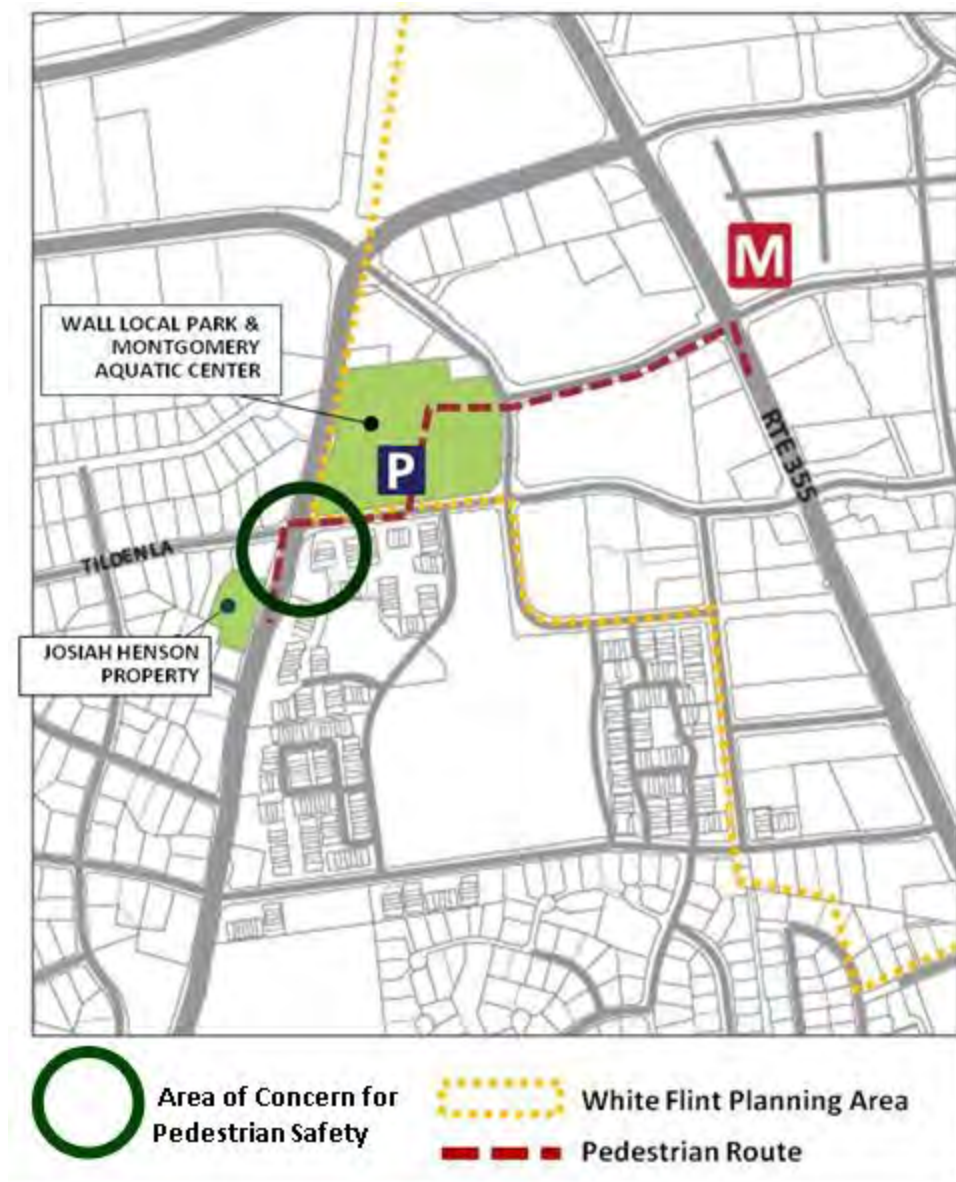 M
WALL LOCAL PARK &
MONTGOMERY
AQUATIC CENTER
RTE 355
P
TILDEN LA
JOSIAH HENSON
PROPERTY
Area of Concern for
Pedestrian Safety
White Flint Planning Area
Pedestrian Route